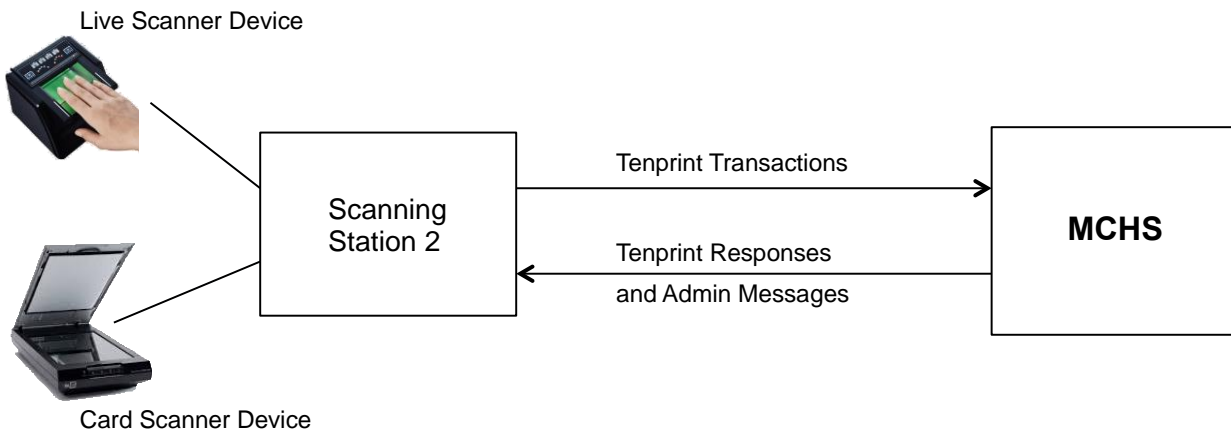 Live Scanner Device
Scanning
Station 2
Tenprint Transactions
MCHS
Tenprint Responses
and Admin Messages
Card Scanner Device